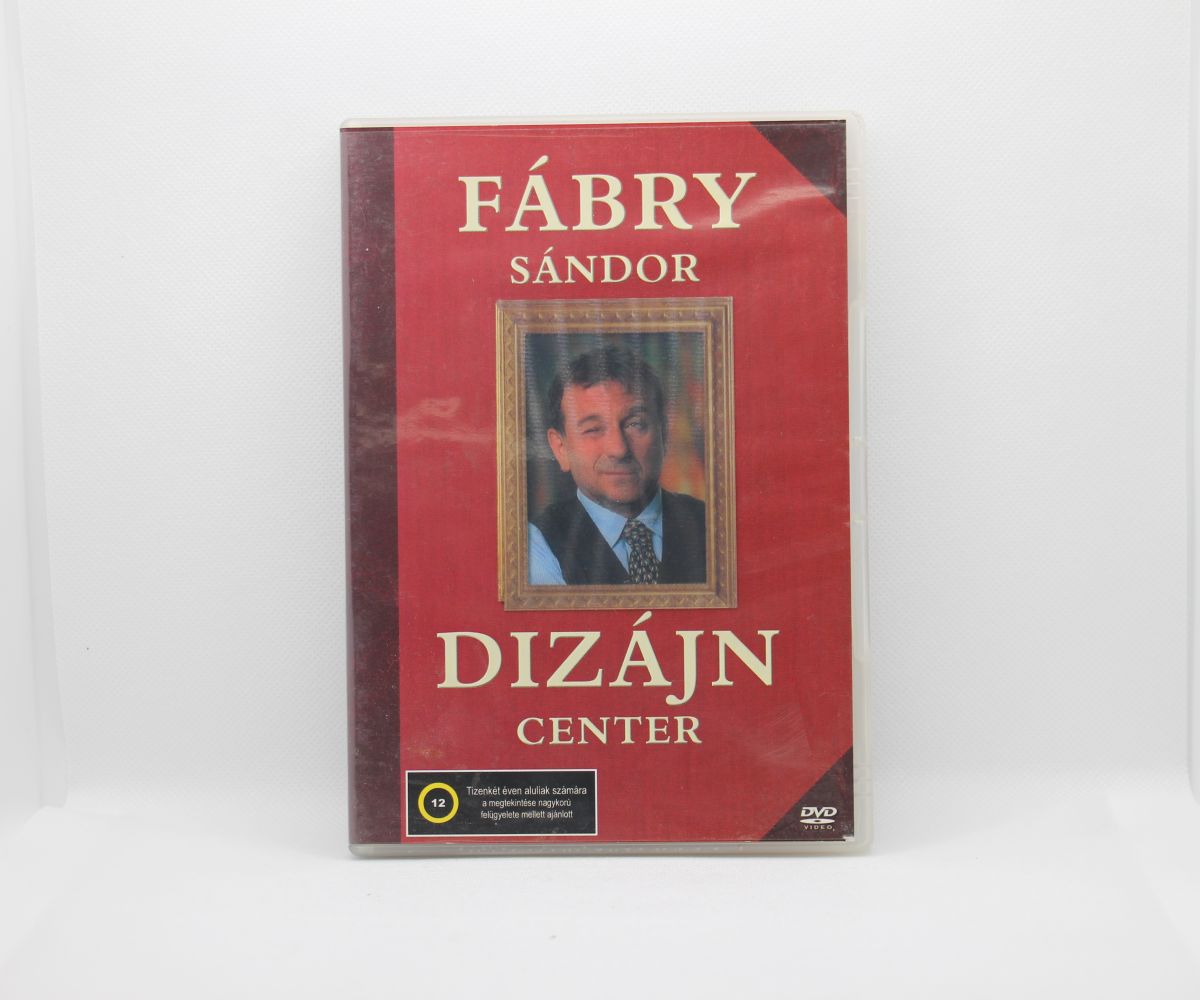 FÁBRY
SÁNDOR
DIZÁJN
CENTER
12
Tizenkét éven aluliak számára
a megtekintése nagykorú
felügyelete mellett ajánlott
DVD
VIDEO